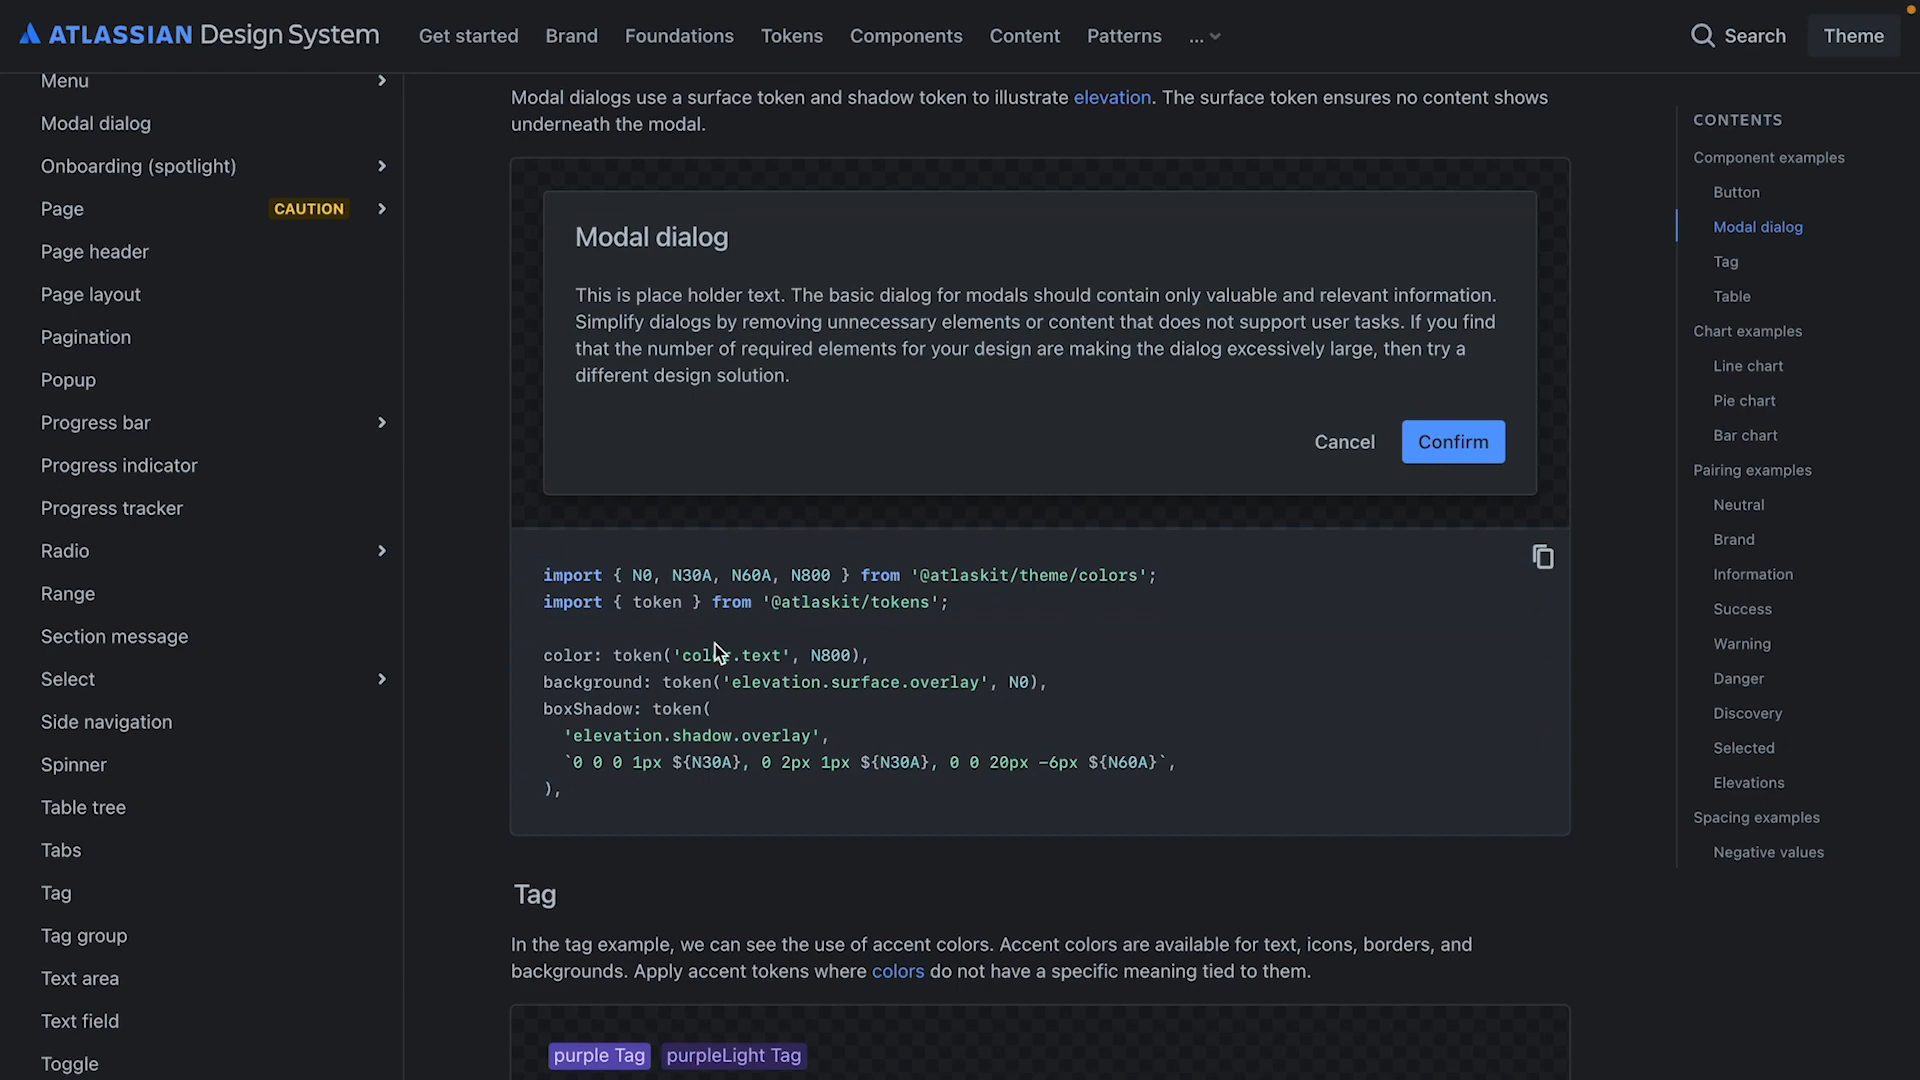 ATLASSIAN Design System
Get started
Brand
Foundations
Tokens
Components
Content
Patterns
...
Search
Theme
Menu
Modal dialog
Onboarding (spotlight)
Page
CAUTION
Page header
Page layout
Pagination
Popup
Progress bar
Progress indicator
Progress tracker
Radio
Range
Section message
Select
Side navigation
Spinner
Table tree
Tabs
Tag
Tag group
Text area
Text field
Toggle
Modal dialogs use a surface token and shadow token to illustrate elevation. The surface token ensures no content shows
underneath the modal.
Modal dialog
This is place holder text. The basic dialog for modals should contain only valuable and relevant information.
Simplify dialogs by removing unnecessary elements or content that does not support user tasks. If you find
that the number of required elements for your design are making the dialog excessively large, then try a
different design solution.
Cancel
Confirm
import { N0, N30A, N60A, N800 } from '@atlaskit/theme/colors';
import { token } from '@atlaskit/tokens';
color: token('color.text', N800),
background: token('elevation.surface.overlay', N0),
boxShadow: token(
'elevation.shadow.overlay',
`0 0 0 1px ${N30A}, 0 2px 1px ${N30A}, 0 0 20px -6px ${N60A}`,
),
Tag
In the tag example, we can see the use of accent colors. Accent colors are available for text, icons, borders, and
backgrounds. Apply accent tokens where colors do not have a specific meaning tied to them.
purple Tag
purpleLight Tag
CONTENTS
Component examples
Button
Modal dialog
Tag
Table
Chart examples
Line chart
Pie chart
Bar chart
Pairing examples
Neutral
Brand
Information
Success
Warning
Danger
Discovery
Selected
Elevations
Spacing examples
Negative values